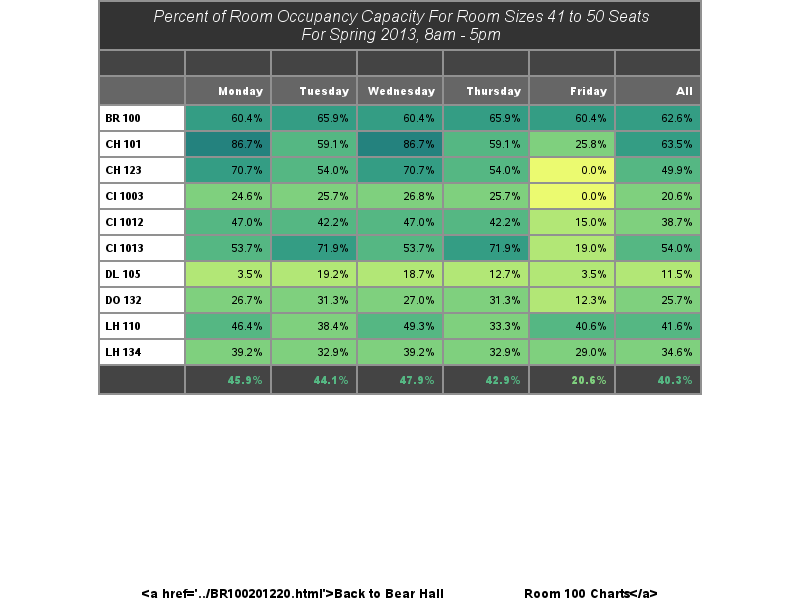 Percent of Room Occupancy Capacity For Room Sizes 41 to 50 Seats
For Spring 2013, 8am - 5pm
Monday Tuesday Wednesday Thursday Friday All
BR 100 60.4% 65.9% 60.4% 65.9% 60.4% 62.6%
CH 101 86.7% 59.1% 86.7% 59.1% 25.8% 63.5%
CH 123 70.7% 54.0% 70.7% 54.0% 0.0% 49.9%
CI 1003 24.6% 25.7% 26.8% 25.7% 0.0% 20.6%
CI 1012 47.0% 42.2% 47.0% 42.2% 15.0% 38.7%
CI 1013 53.7% 71.9% 53.7% 71.9% 19.0% 54.0%
DL 105 3.5% 19.2% 18.7% 12.7% 3.5% 11.5%
DO 132 26.7% 31.3% 27.0% 31.3% 12.3% 25.7%
LH 110 46.4% 38.4% 49.3% 33.3% 40.6% 41.6%
LH 134 39.2% 32.9% 39.2% 32.9% 29.0% 34.6%
45.9% 44.1% 47.9% 42.9% 20.6% 40.3%
<a href='../BR100201220.html'>Back to Bear Hall Room 100 Charts</a>